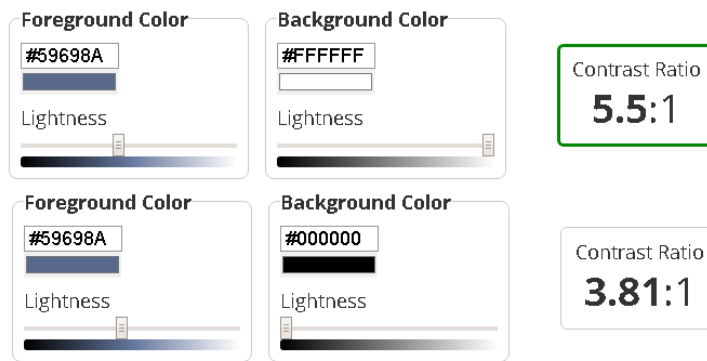 Foreground Color
#59698A
Lightness
Background Color
#FFFFFF
Lightness
Contrast Ratio
5.5:1
Foreground Color
#59698A
Lightness
Background Color
#000000
Lightness
Contrast Ratio
3.81:1